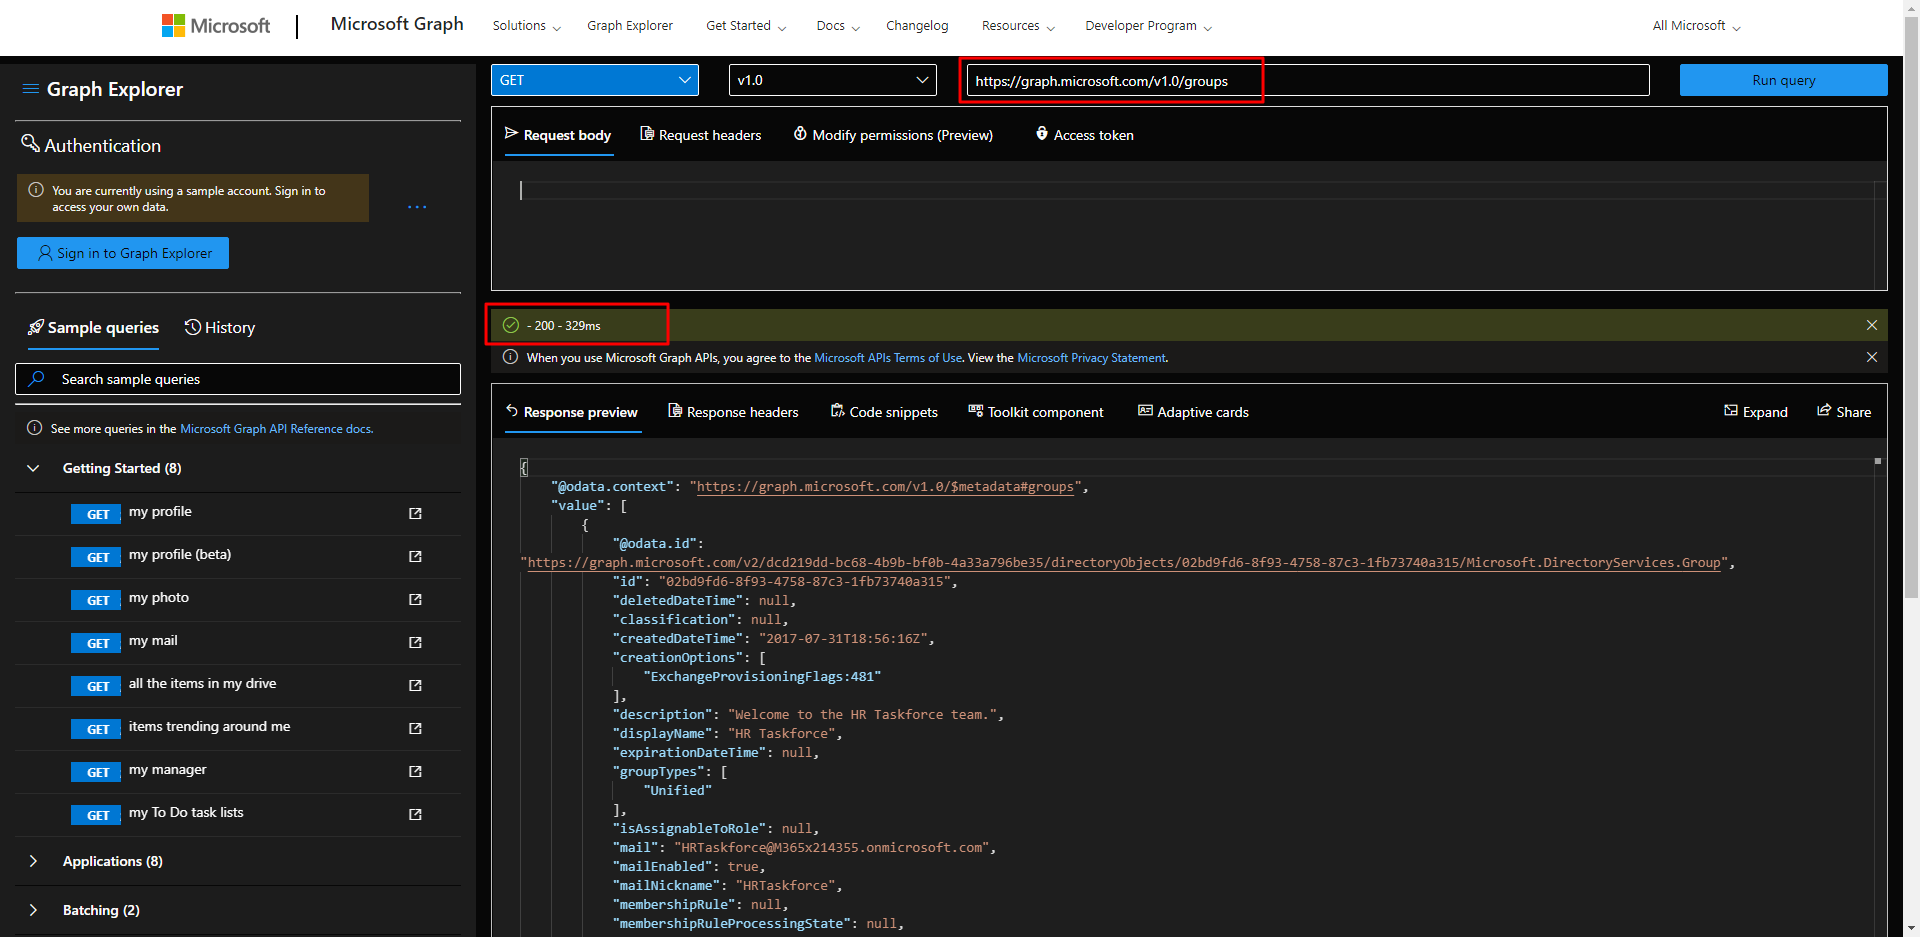 Microsoft
Microsoft Graph
Solutions
Graph Explorer
Get Started
Docs
Changelog
Resources
Developer Program
All Microsoft
Graph Explorer
Authentication
You are currently using a sample account. Sign in to
access your own data.
...
Sign in to Graph Explorer
Sample queries
History
Search sample queries
See more queries in the Microsoft Graph API Reference docs.
Getting Started (8)
GET my profile
GET my profile (beta)
GET my photo
GET my mail
GET all the items in my drive
GET items trending around me
GET my manager
GET my To Do task lists
Applications (8)
Batching (2)
GET
v1.0
https://graph.microsoft.com/v1.0/groups
Run query
Request body
Request headers
Modify permissions (Preview)
Access token
- 200 - 329ms
When you use Microsoft Graph APIs, you agree to the Microsoft APIs Terms of Use. View the Microsoft Privacy Statement.
Response preview
Response headers
Code snippets
Toolkit component
Adaptive cards
Expand
Share
{
"@odata.context": "https://graph.microsoft.com/v1.0/$metadata#groups",
"value": [
{
"@odata.id":
"https://graph.microsoft.com/v2/dcd219dd-bc68-4b9b-bf0b-4a33a796be35/directoryObjects/02bd9fd6-8f93-4758-87c3-1fb73740a315/Microsoft.DirectoryServices.Group",
"id": "02bd9fd6-8f93-4758-87c3-1fb73740a315",
"deletedDateTime": null,
"classification": null,
"createdDateTime": "2017-07-31T18:56:16Z",
"creationOptions": [
"ExchangeProvisioningFlags:481"
],
"description": "Welcome to the HR Taskforce team.",
"displayName": "HR Taskforce",
"expirationDateTime": null,
"groupTypes": [
"Unified"
],
"isAssignableToRole": null,
"mail": "HRTaskforce@M365x214355.onmicrosoft.com",
"mailEnabled": true,
"mailNickname": "HRTaskforce",
"membershipRule": null,
"membershipRuleProcessingState": null,